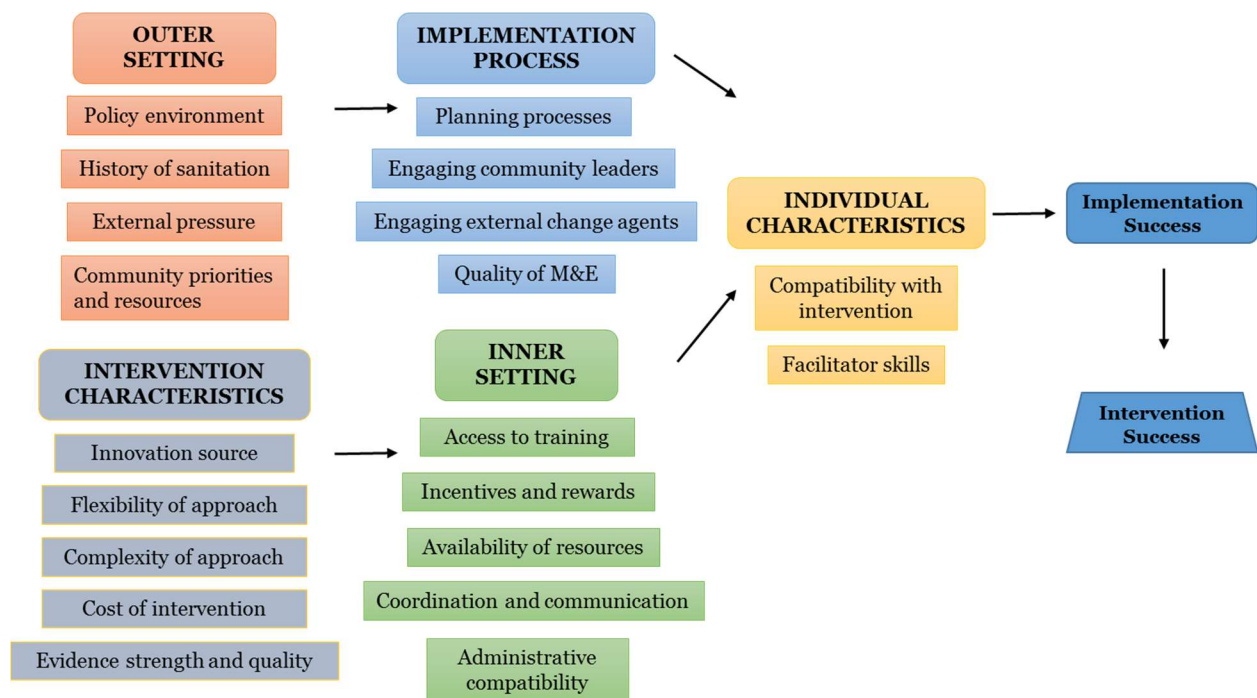 OUTER
SETTING
Policy environment
History of sanitation
External pressure
Community priorities
and resources
INTERVENTION
CHARACTERISTICS
Innovation source
Flexibility of approach
Complexity of approach
Cost of intervention
Evidence strength and quality
IMPLEMENTATION
PROCESS
Planning processes
Engaging community leaders
Engaging external change agents
Quality of M&E
INNER
SETTING
Access to training
Incentives and rewards
Availability of resources
Coordination and communication
Administrative
compatibility
INDIVIDUAL
CHARACTERISTICS
Compatibility with
intervention
Facilitator skills
Implementation
Success
Intervention
Success